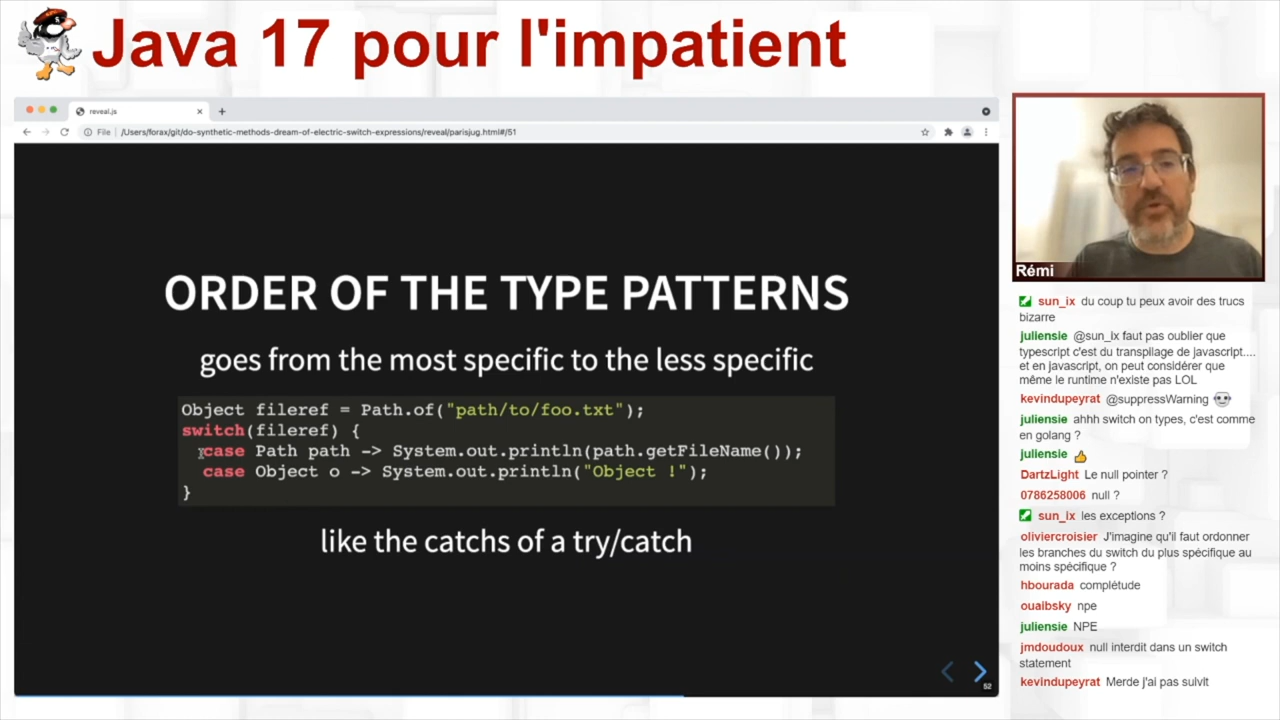 Java 17 pour l'impatient
reveal.js
File | /Users/forax/git/do-synthetic-methods-dream-of-electric-switch-expressions/reveal/parisjug.html#/51
ORDER OF THE TYPE PATTERNS
goes from the most specific to the less specific
Object fileref = Path.of("path/to/foo.txt");
switch(fileref) {
case Path path -> System.out.println(path.getFileName());
case Object o -> System.out.println("Object !");
}
like the catchs of a try/catch
52
Rémi
sun_ix du coup tu peux avoir des trucs
bizarre
juliensie @sun_ix faut pas oublier que
typescript c'est du transpilage de javascript....
et en javascript, on peut considérer que
même le runtime n'existe pas LOL
kevindupeyrat @suppressWarning
juliensie ahhh switch on types, c'est comme
en golang ?
juliensie
DartzLight Le null pointer ?
0786258006 null ?
sun_ix les exceptions ?
oliviercroisier J'imagine qu'il faut ordonner
les branches du switch du plus spécifique au
moins spécifique ?
hbourada complétude
ouaibsky npe
juliensie NPE
jmdoudoux null interdit dans un switch
statement
kevindupeyrat Merde j'ai pas suivit